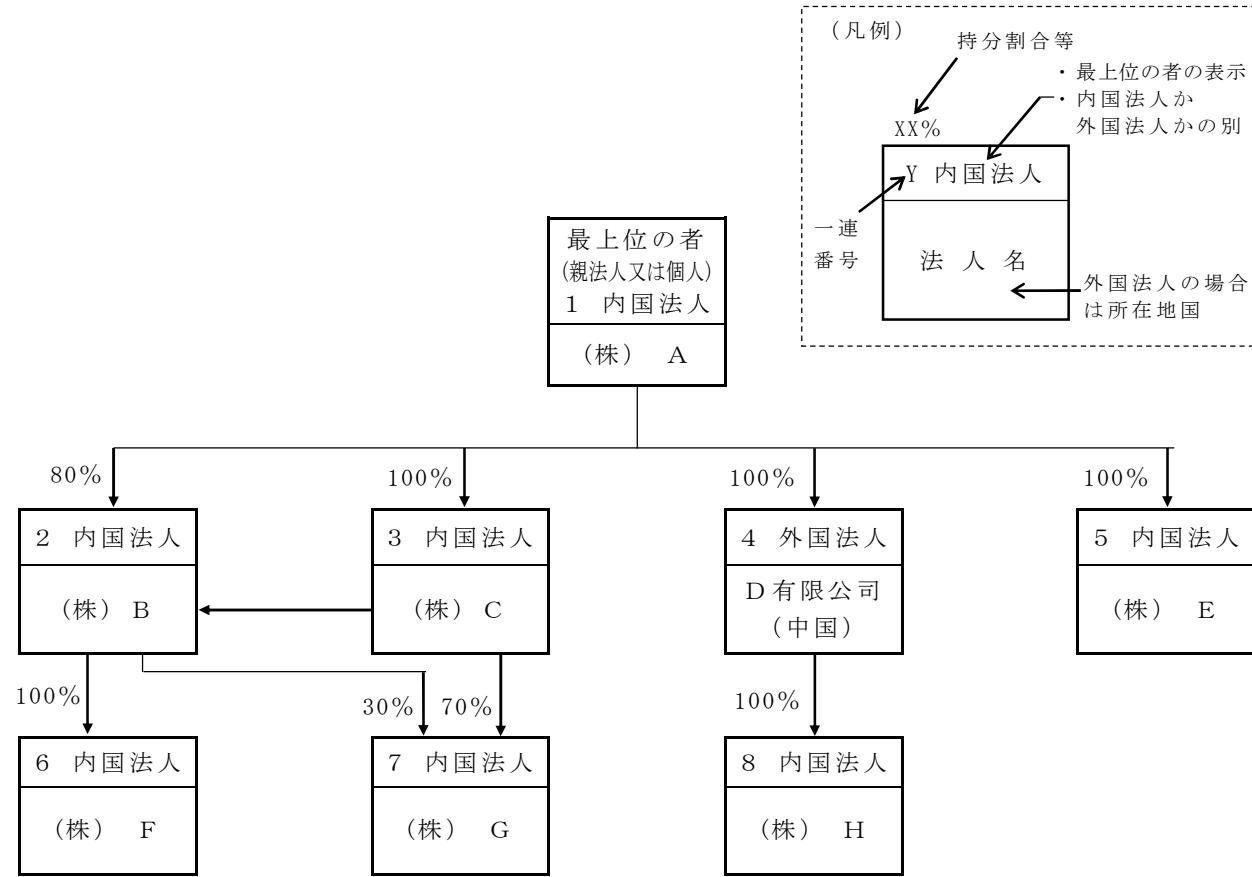 （凡例）
持分割合等
・最上位の者の表示
・内国法人か
外国法人かの別
XX%
Y 内国法人
一連
番号
法 人 名
外国法人の場合
は所在地国
最上位の者
(親法人又は個人)
1 内国法人
（株） A
80%
100%
100%
100%
2 内国法人
（株） B
3 内国法人
（株） C
4 外国法人
D有限公司
（中国）
5 内国法人
（株） E
100%
30%
70%
100%
6 内国法人
（株） F
7 内国法人
（株） G
8 内国法人
（株） H